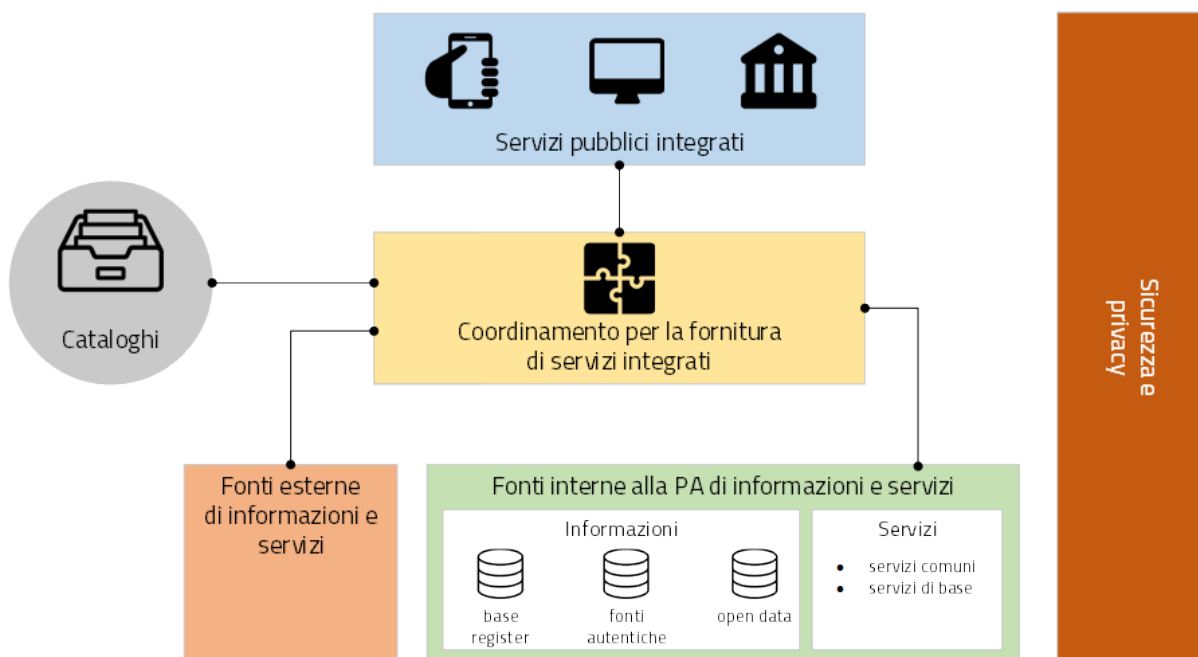 Servizi pubblici integrati
Cataloghi
Coordinamento per la fornitura
di servizi integrati
Sicurezza e
privacy
Fonti esterne
di informazioni e
servizi
Fonti interne alla PA di informazioni e servizi
Informazioni
base
register
fonti
autentiche
open data
Servizi
• servizi comuni
• servizi di base